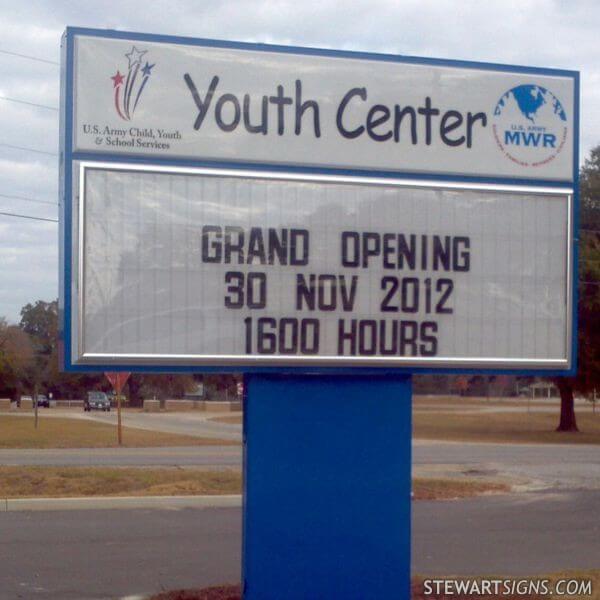 Youth Center
U.S. Army Child, Youth
& School Services
U.S. ARMY
MWR
GRAND OPENING
30 NOV 2012
1600 HOURS
STEWARTSIGNS.COM